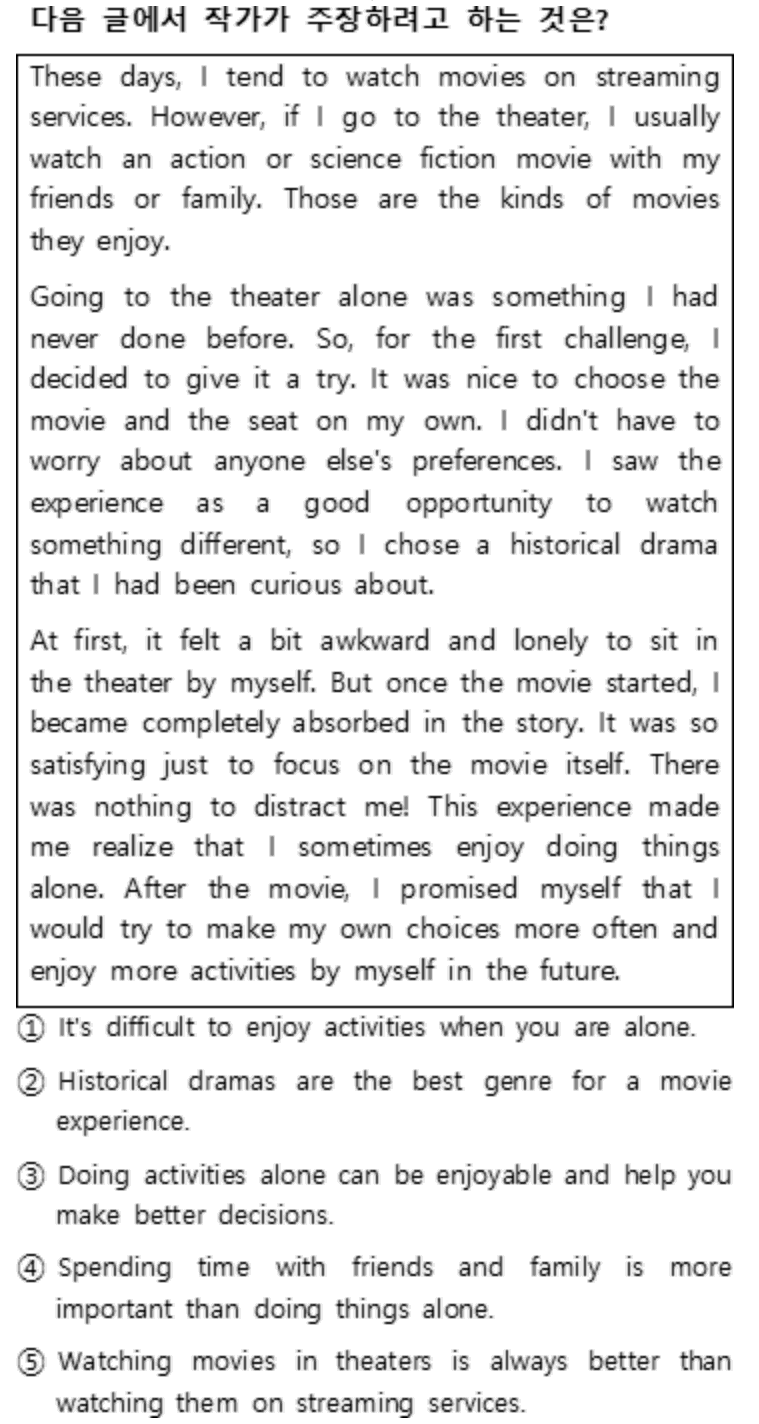 다음 글에서 작가가 주장하려고 하는 것은?
These days, I tend to watch movies on streaming
services. However, if I go to the theater, I usually
watch an action or science fiction movie with my
friends or family. Those are the kinds of movies
they enjoy.
Going to the theater alone was something I had
never done before. So, for the first challenge, I
decided to give it a try. It was nice to choose the
movie and the seat on my own. I didn't have to
worry about anyone else's preferences. I saw the
experience as a good opportunity to watch
something different, so I chose a historical drama
that I had been curious about.
At first, it felt a bit awkward and lonely to sit in
the theater by myself. But once the movie started, I
became completely absorbed in the story. It was so
satisfying just to focus on the movie itself. There
was nothing to distract me! This experience made
me realize that I sometimes enjoy doing things
alone. After the movie, I promised myself that I
would try to make my own choices more often and
enjoy more activities by myself in the future.
① It's difficult to enjoy activities when you are alone.
② Historical dramas are the best genre for a movie
experience.
③ Doing activities alone can be enjoyable and help you
make better decisions.
④ Spending time with friends and family is more
important than doing things alone.
⑤ Watching movies in theaters is always better than
watching them on streaming services.